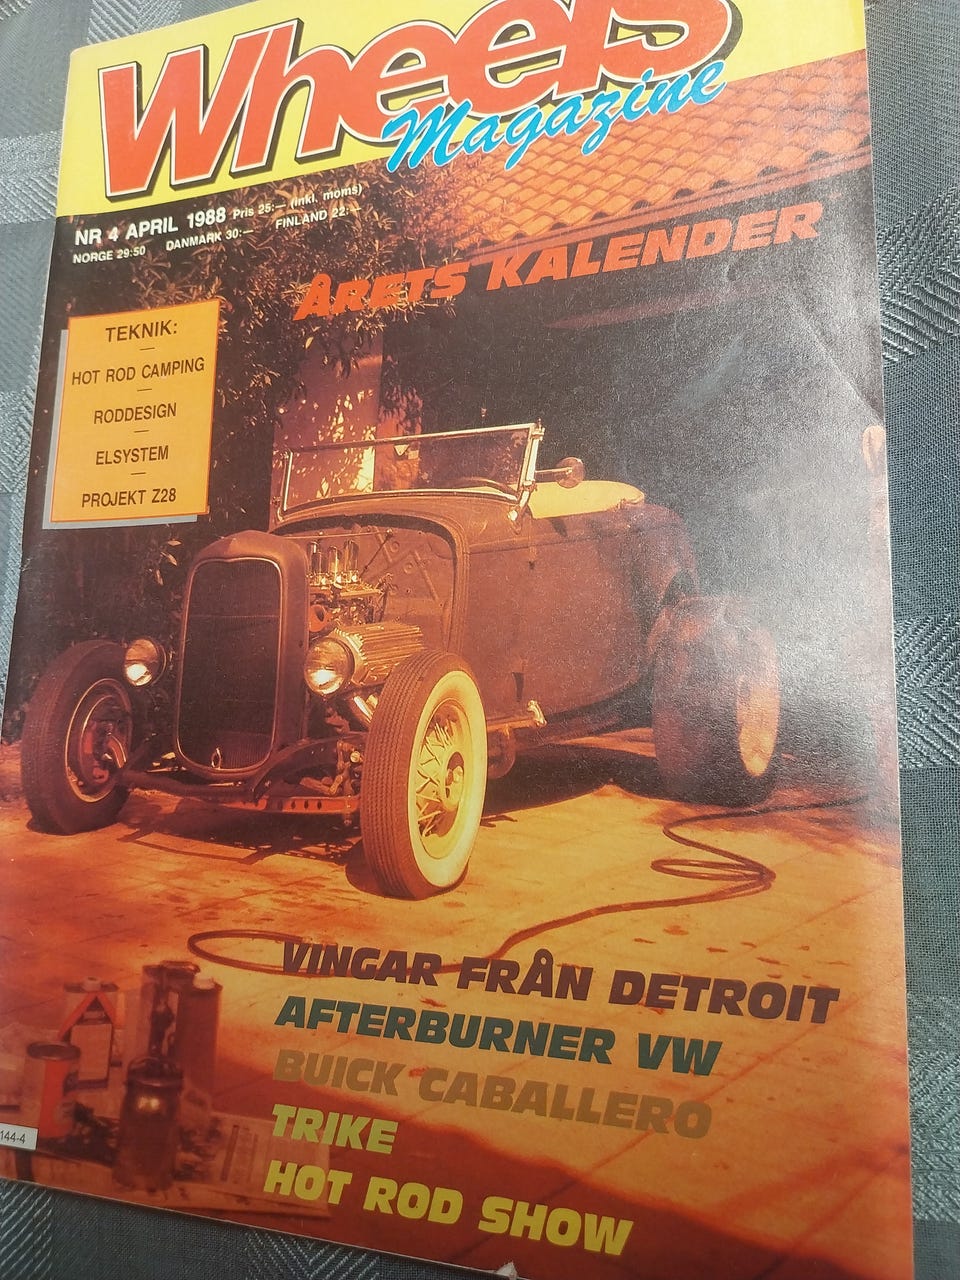 Wheels
Magazine
NR 4 APRIL 1988 Pris 25:— (inkl. moms)
NORGE 29:50 DANMARK 30:— FINLAND 22:—
ÅRETS KALENDER
TEKNIK:
—
HOT ROD CAMPING
—
RODDESIGN
—
ELSYSTEM
—
PROJEKT Z28
VINGAR FRÅN DETROIT
AFTERBURNER VW
BUICK CABALLERO
TRIKE
HOT ROD SHOW
144-4